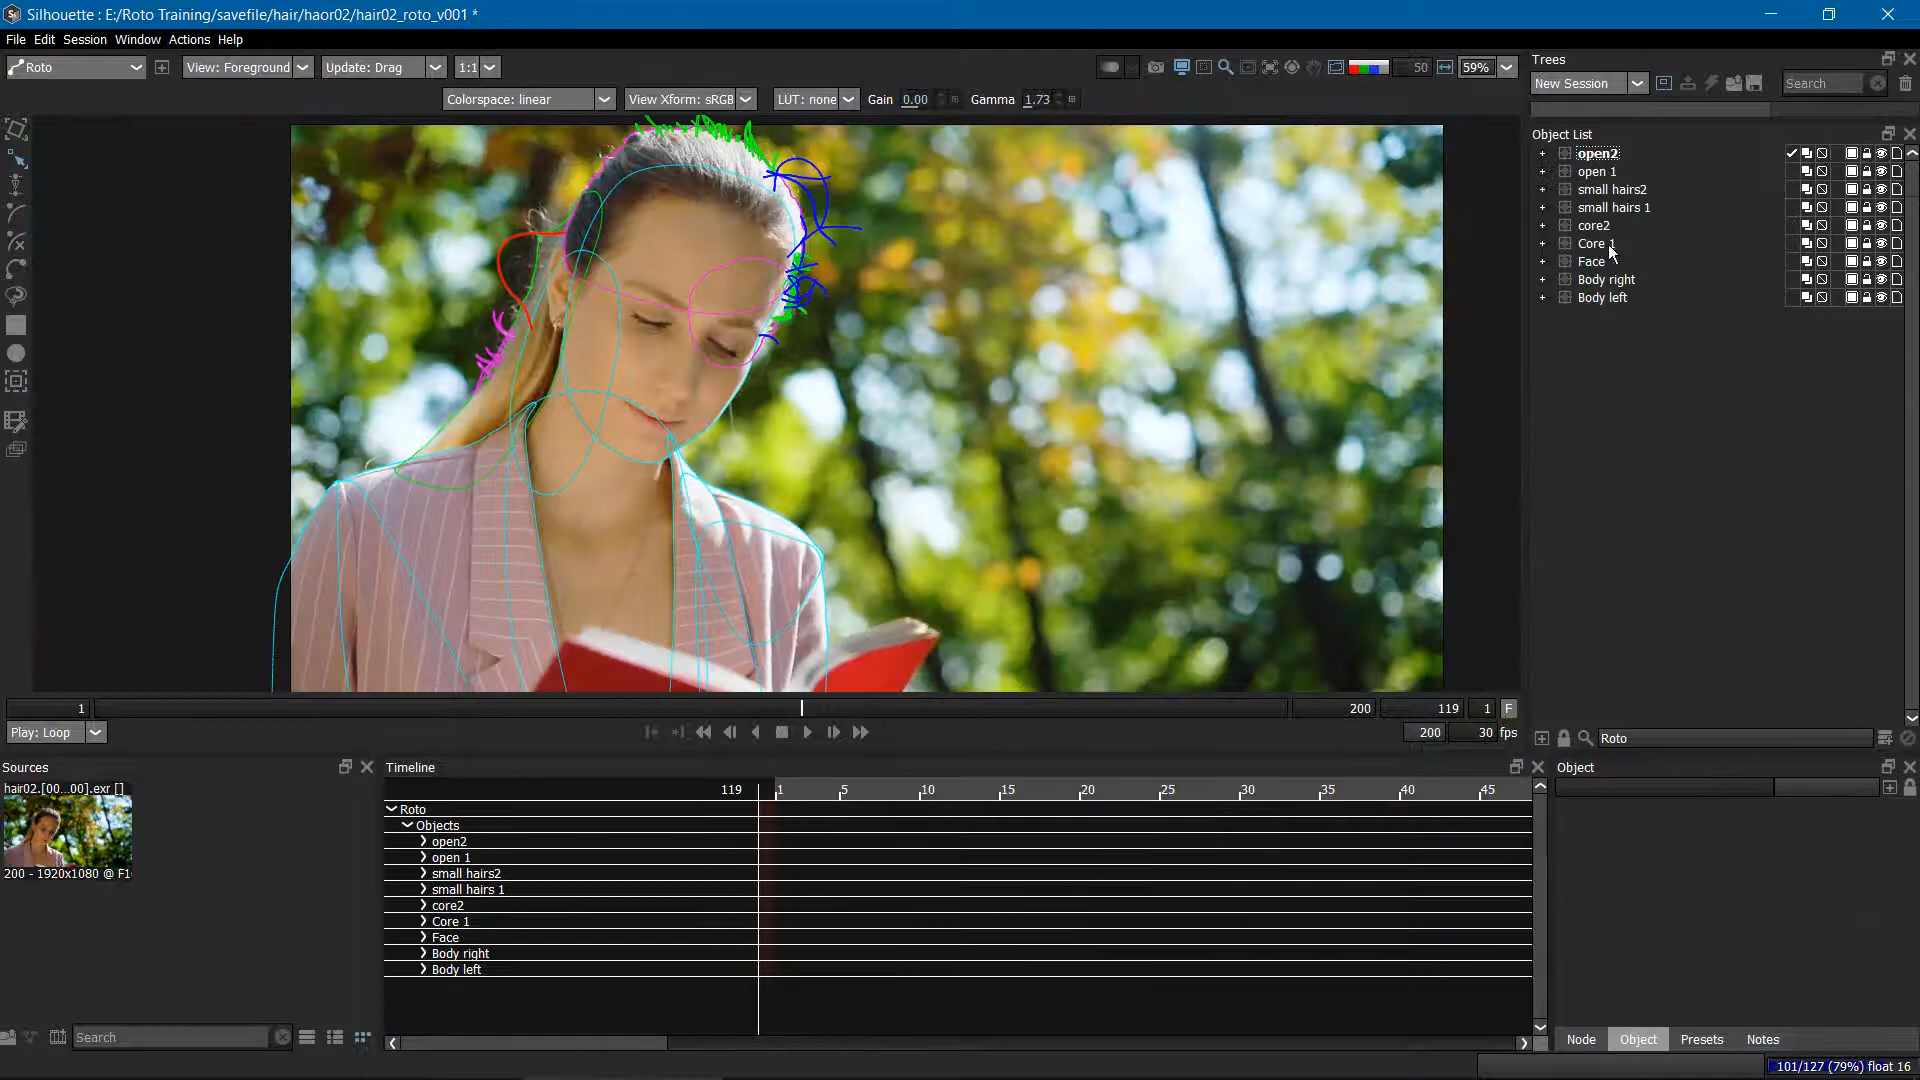 Silhouette : E:/Roto Training/savefile/hair/haor02/hair02_roto_v001 *
File Edit Session Window Actions Help
Roto View: Foreground Update: Drag 1:1 50 59%
Colorspace: linear View Xform: sRGB LUT: none Gain 0.00 Gamma 1.73
Trees
New Session Search
Object List
open2
open 1
small hairs2
small hairs 1
core2
Core 1
Face
Body right
Body left
1 200 119 1 F
Play: Loop 200 30 fps
Roto
Sources
hair02.[00...00].exr []
200 - 1920x1080 @ F1
Search
Timeline
119 1 5 10 15 20 25 30 35 40 45
Roto
Objects
open2
open 1
small hairs2
small hairs 1
core2
Core 1
Face
Body right
Body left
Object
Node Object Presets Notes
101/127 (79%) float 16